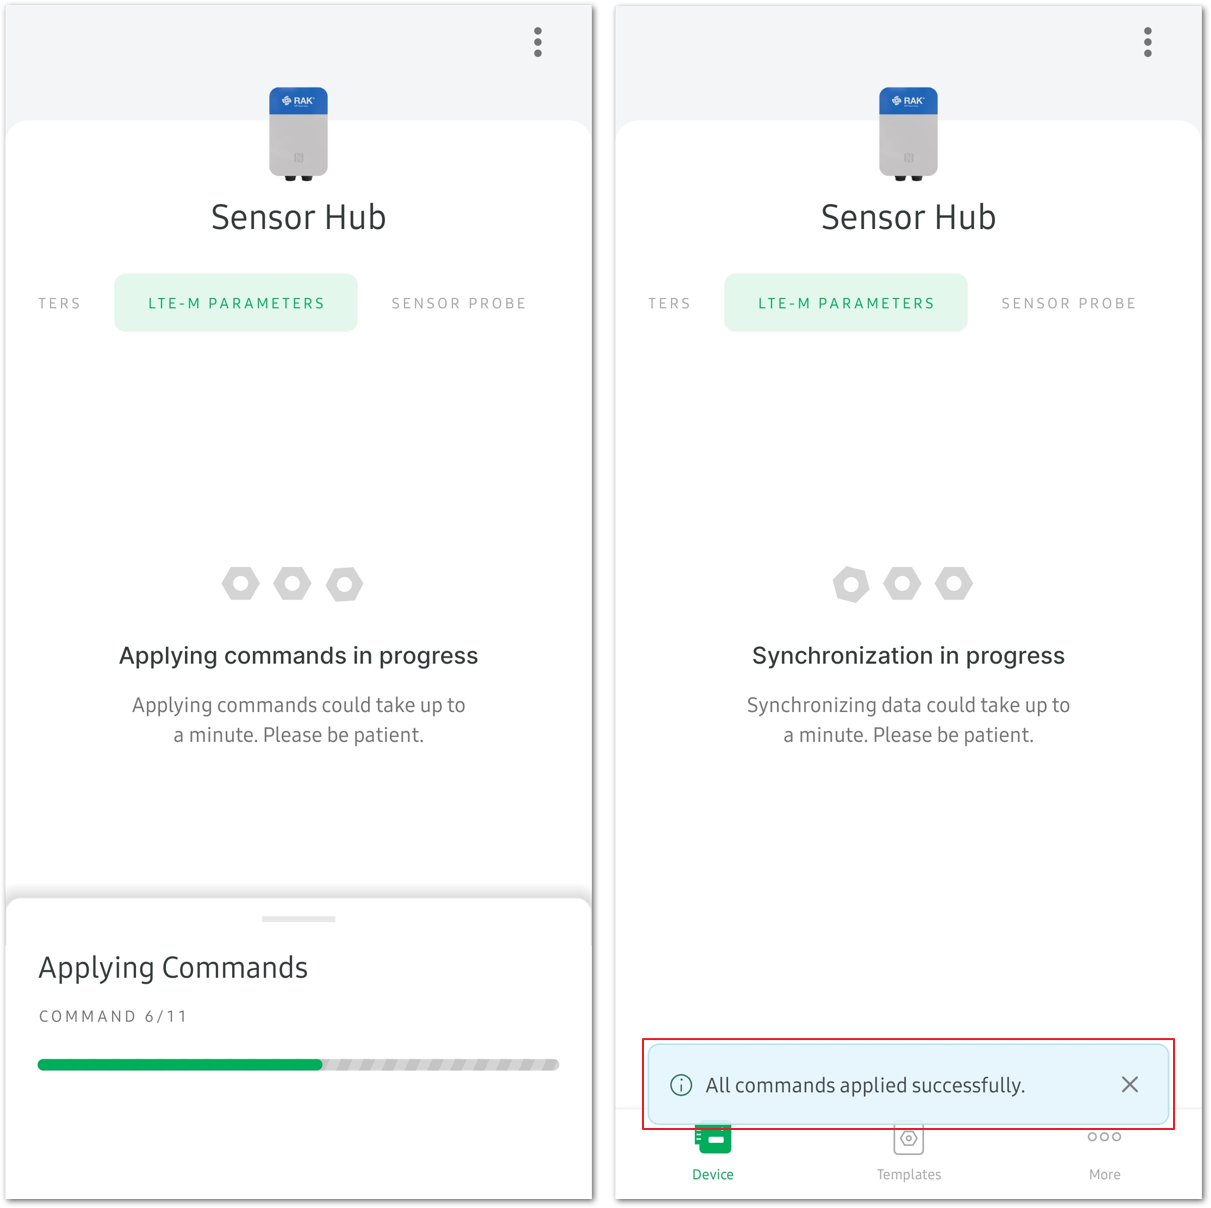 RAK
Sensor Hub
TERS
LTE-M PARAMETERS
SENSOR PROBE
Applying commands in progress
Applying commands could take up to
a minute. Please be patient.
Applying Commands
COMMAND 6/11
RAK
Sensor Hub
TERS
LTE-M PARAMETERS
SENSOR PROBE
Synchronization in progress
Synchronizing data could take up to
a minute. Please be patient.
All commands applied successfully.
Device
Templates
More